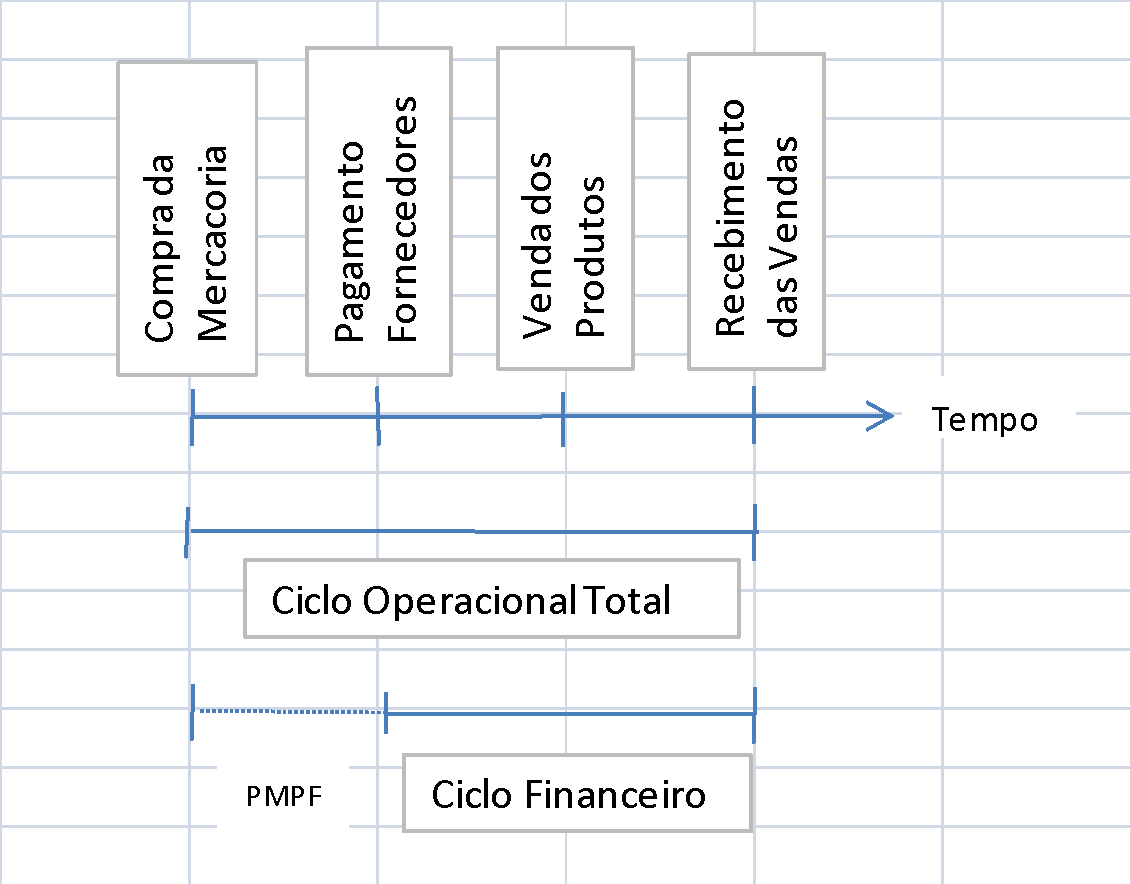 Compra da
Mercacoria
Pagamento
Fornecedores
Venda dos
Produtos
Recebimento
das Vendas
Tempo
Ciclo Operacional Total
PMPF
Ciclo Financeiro